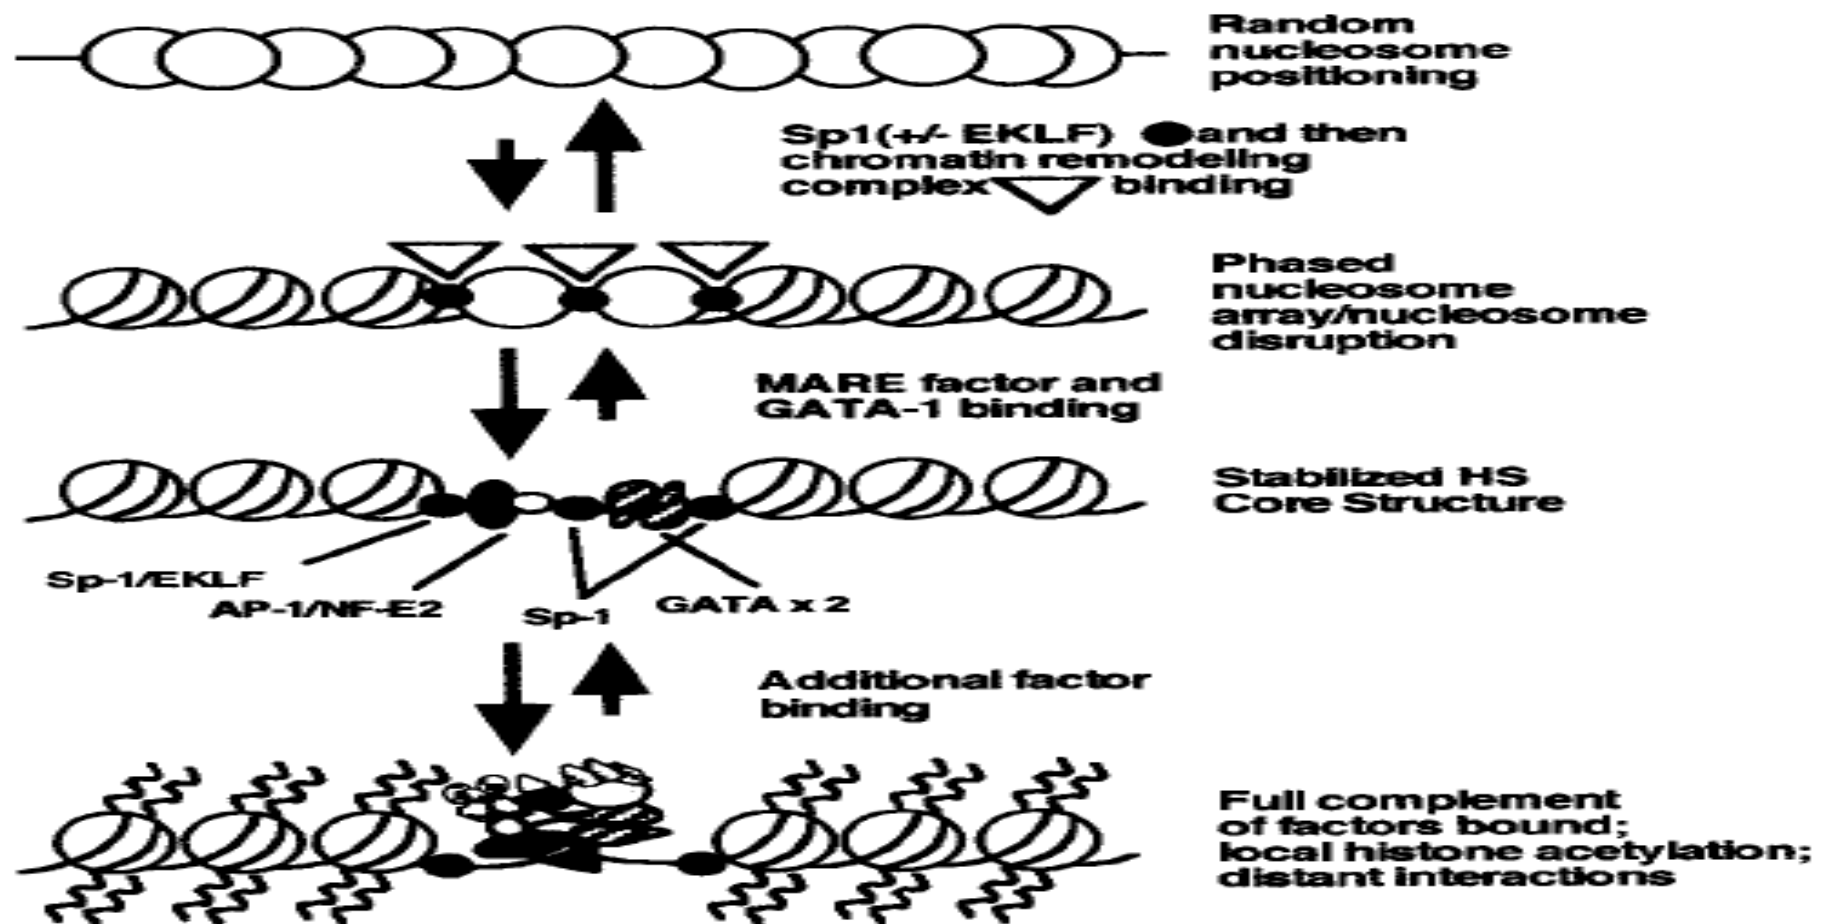 Random
nucleosome
positioning
Sp1(+/- EKLF) and then
chromatin remodeling
complex binding
Phased
nucleosome
array/nucleosome
disruption
MARE factor and
GATA-1 binding
Stabilized HS
Core Structure
Sp-1/EKLF
AP-1/NF-E2
Sp-1
GATA x 2
Additional factor
binding
Full complement
of factors bound;
local histone acetylation;
distant interactions